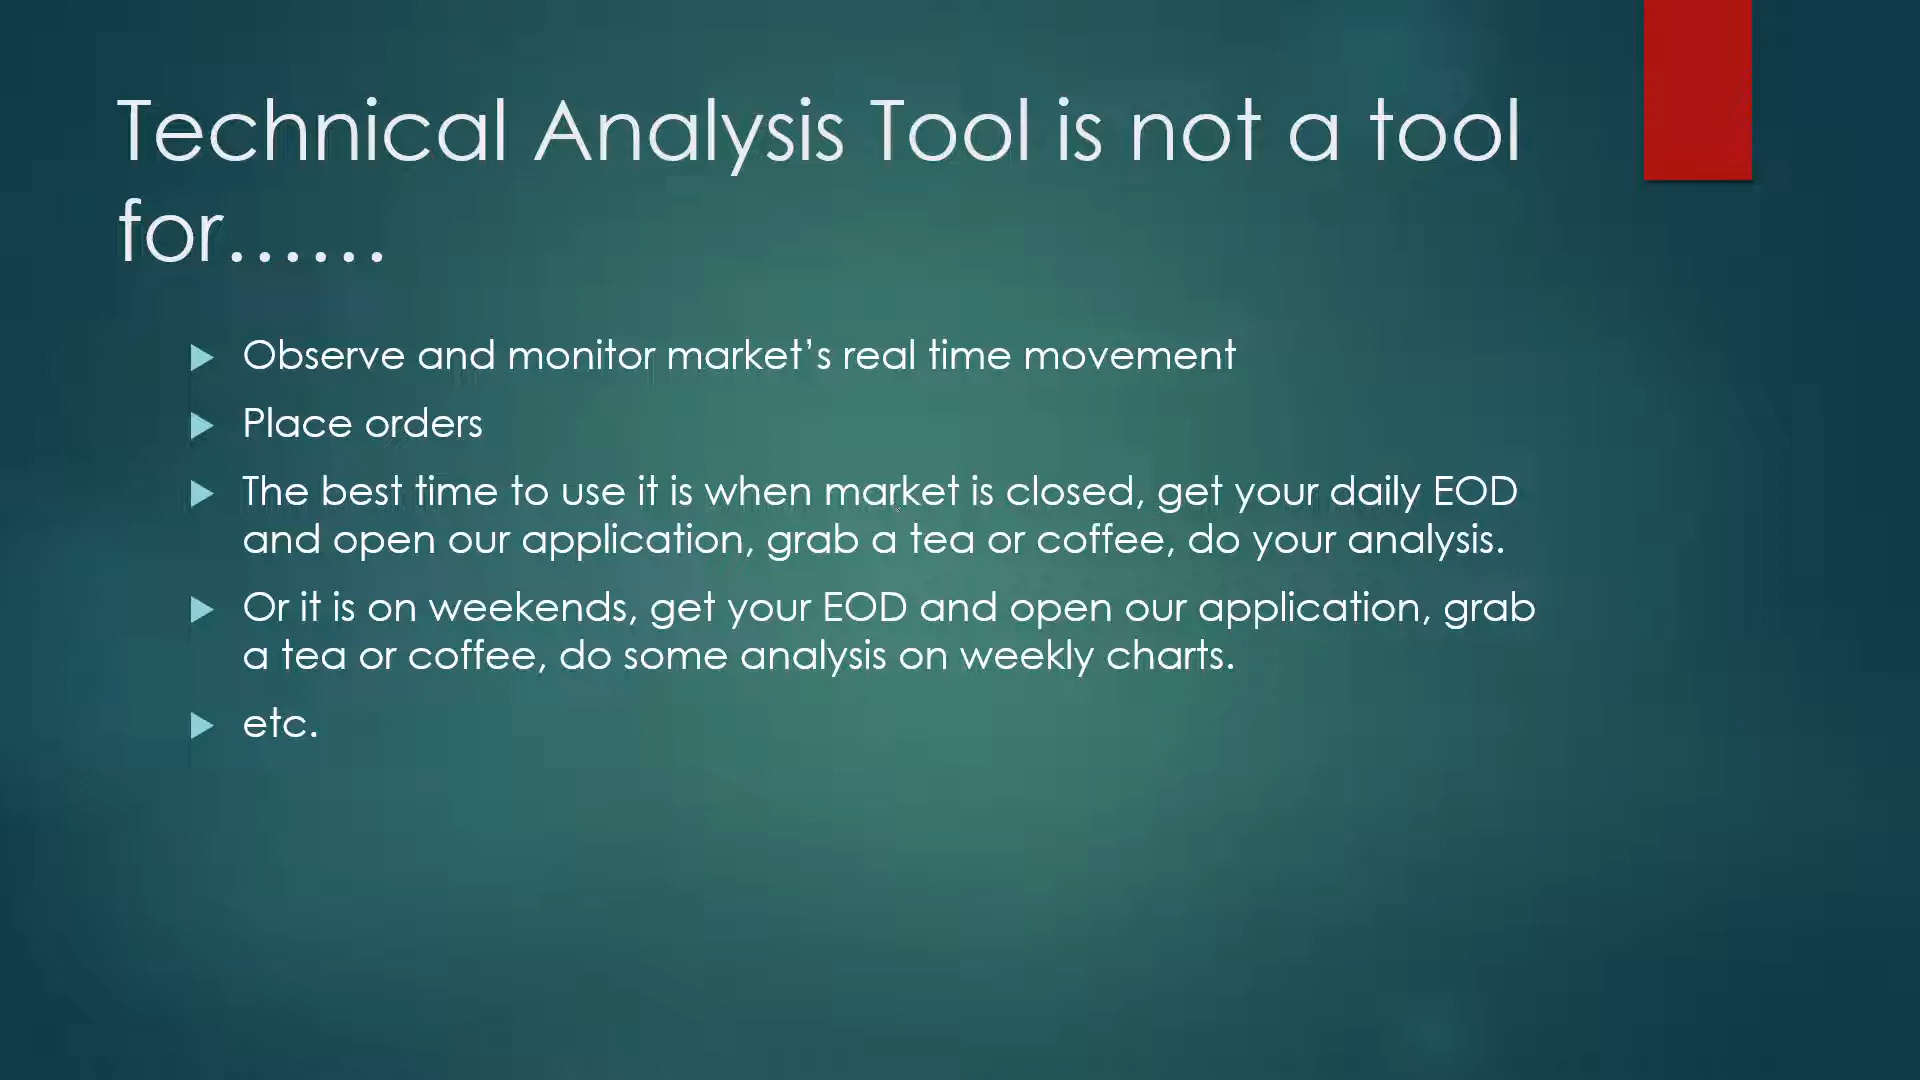 Technical Analysis Tool is not a tool
for......
Observe and monitor market’s real time movement
Place orders
The best time to use it is when market is closed, get your daily EOD
and open our application, grab a tea or coffee, do your analysis.
Or it is on weekends, get your EOD and open our application, grab
a tea or coffee, do some analysis on weekly charts.
etc.